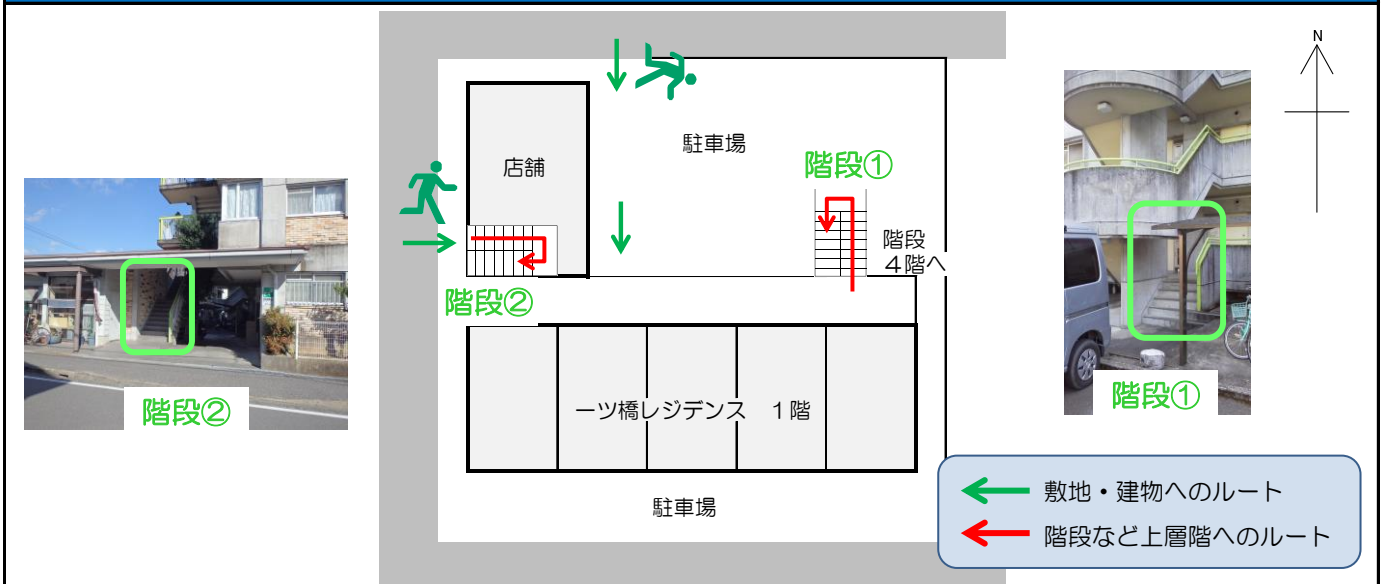 N
駐車場
階段①
店舗
階段
4階へ
階段②
一ツ橋レジデンス 1階
階段②
階段①
駐車場
敷地・建物へのルート
階段など上層階へのルート